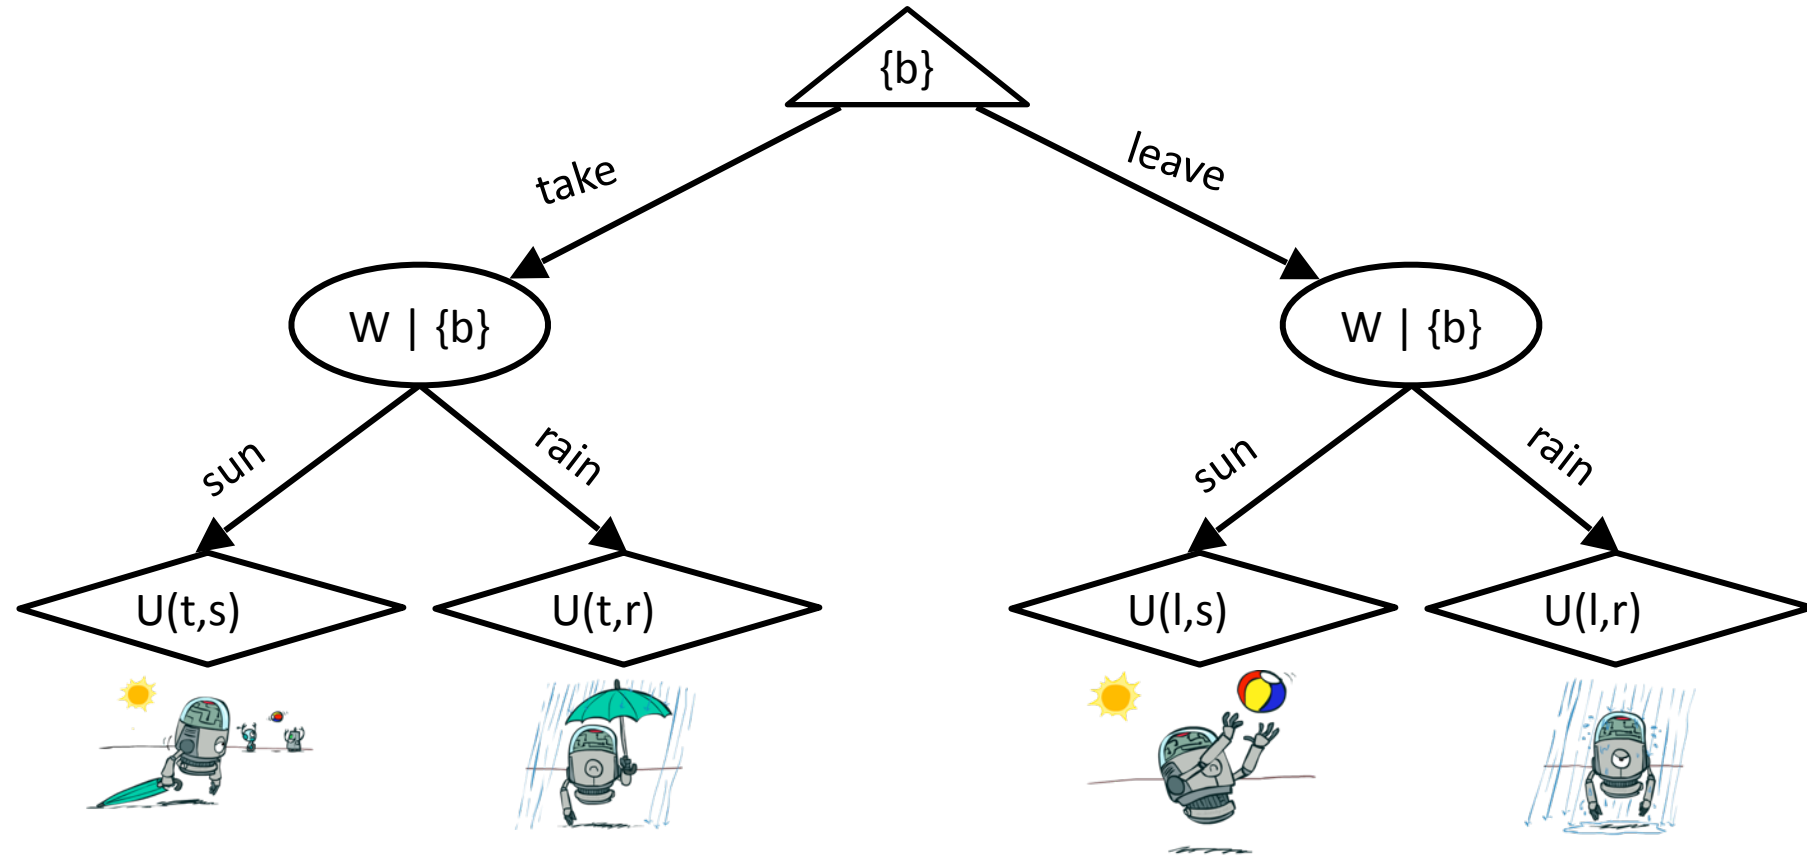 {b}
take
leave
W | {b}
W | {b}
sun
rain
sun
rain
U(t,s)
U(t,r)
U(l,s)
U(l,r)